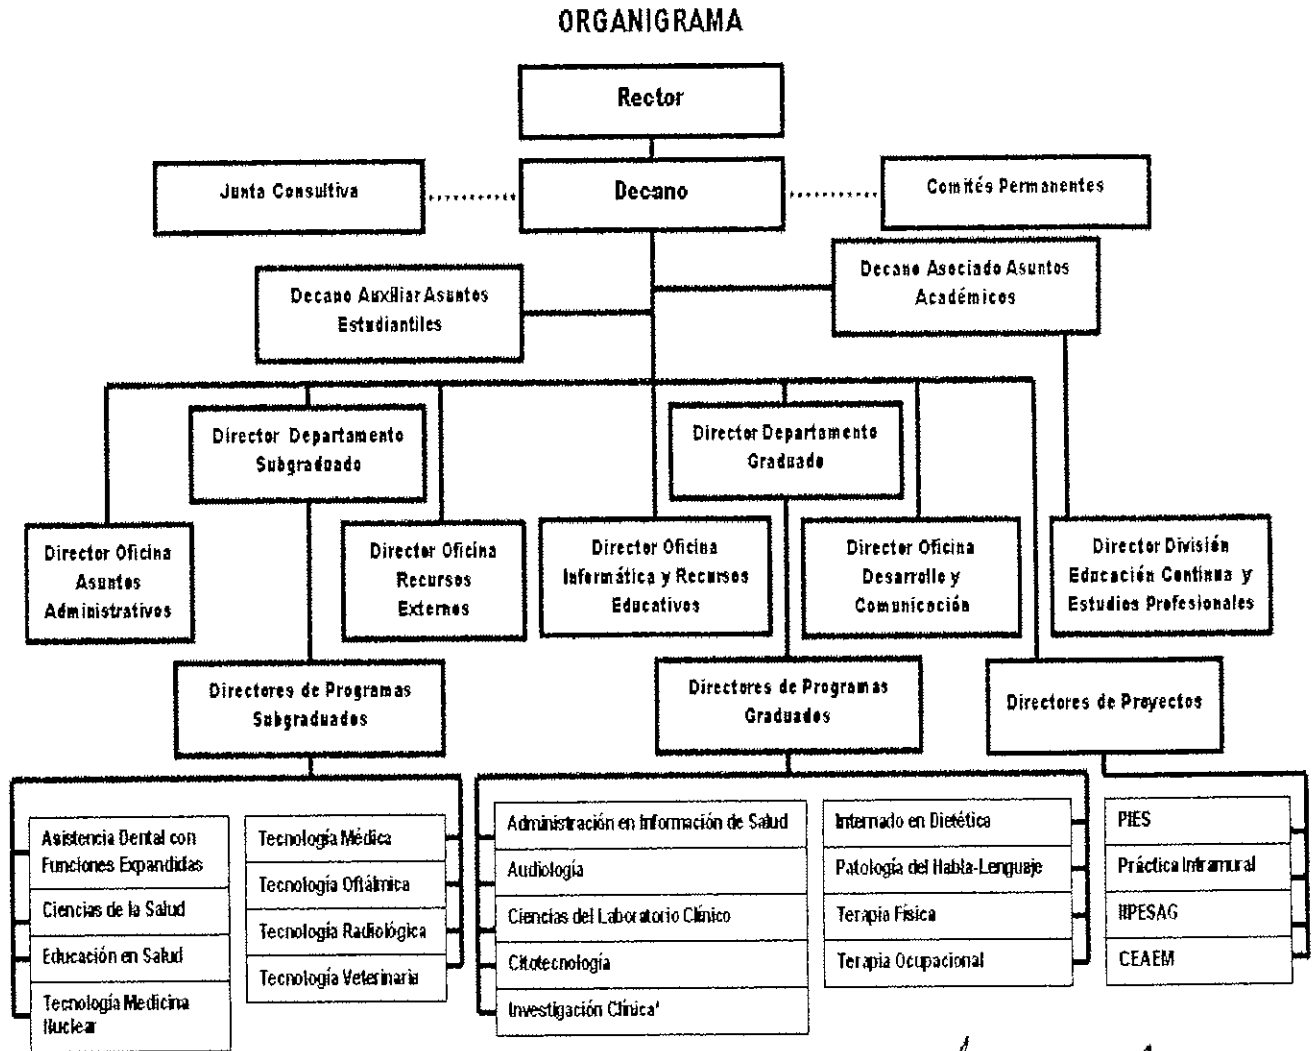 ORGANIGRAMA
Rector
Junta Consultiva
Decano
Comités Permanentes
Decano Auxiliar Asuntos
Estudiantiles
Decano Asociado Asuntos
Académicos
Director Departamento
Subgraduado
Director Departamento
Graduado
Director Oficina
Asuntos
Administrativos
Director Oficina
Recursos
Externos
Director Oficina
Informática y Recursos
Educativos
Director Oficina
Desarrollo y
Comunicación
Director División
Educación Continua y
Estudios Profesionales
Directores de Programas
Subgraduados
Directores de Programas
Graduados
Directores de Proyectos
Asistencia Dental con
Funciones Expandidas
Ciencias de la Salud
Educación en Salud
Tecnología Medicina
Nuclear
Tecnología Médica
Tecnología Oftálmica
Tecnología Radiológica
Tecnología Veterinaria
Administración en Información de Salud
Audiología
Ciencias del Laboratorio Clínico
Citotecnología
Investigación Clínica
Internado en Dietética
Patología del Habla-Lenguaje
Terapia Física
Terapia Ocupacional
PIES
Práctica Intramural
CEAEM